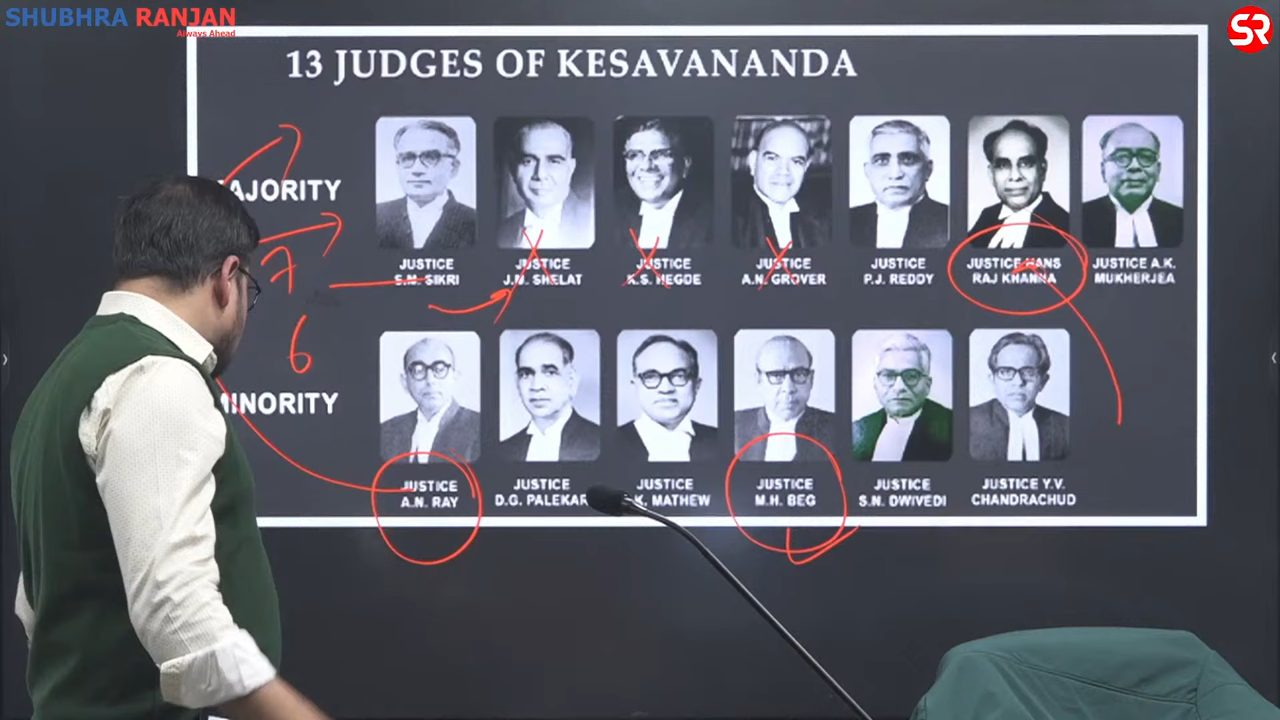 SHUBHRA RANJAN
Always Ahead
SR
13 JUDGES OF KESAVANANDA
MAJORITY
7
JUSTICE S.M. SIKRI
JUSTICE J.M. SHELAT
JUSTICE K.S. HEGDE
JUSTICE A.N. GROVER
JUSTICE P.J. REDDY
JUSTICE HANS RAJ KHANNA
JUSTICE A.K. MUKHERJEA
6
MINORITY
JUSTICE A.N. RAY
JUSTICE D.G. PALEKAR
JUSTICE K. MATHEW
JUSTICE M.H. BEG
JUSTICE S.N. DWIVEDI
JUSTICE Y.V. CHANDRACHUD